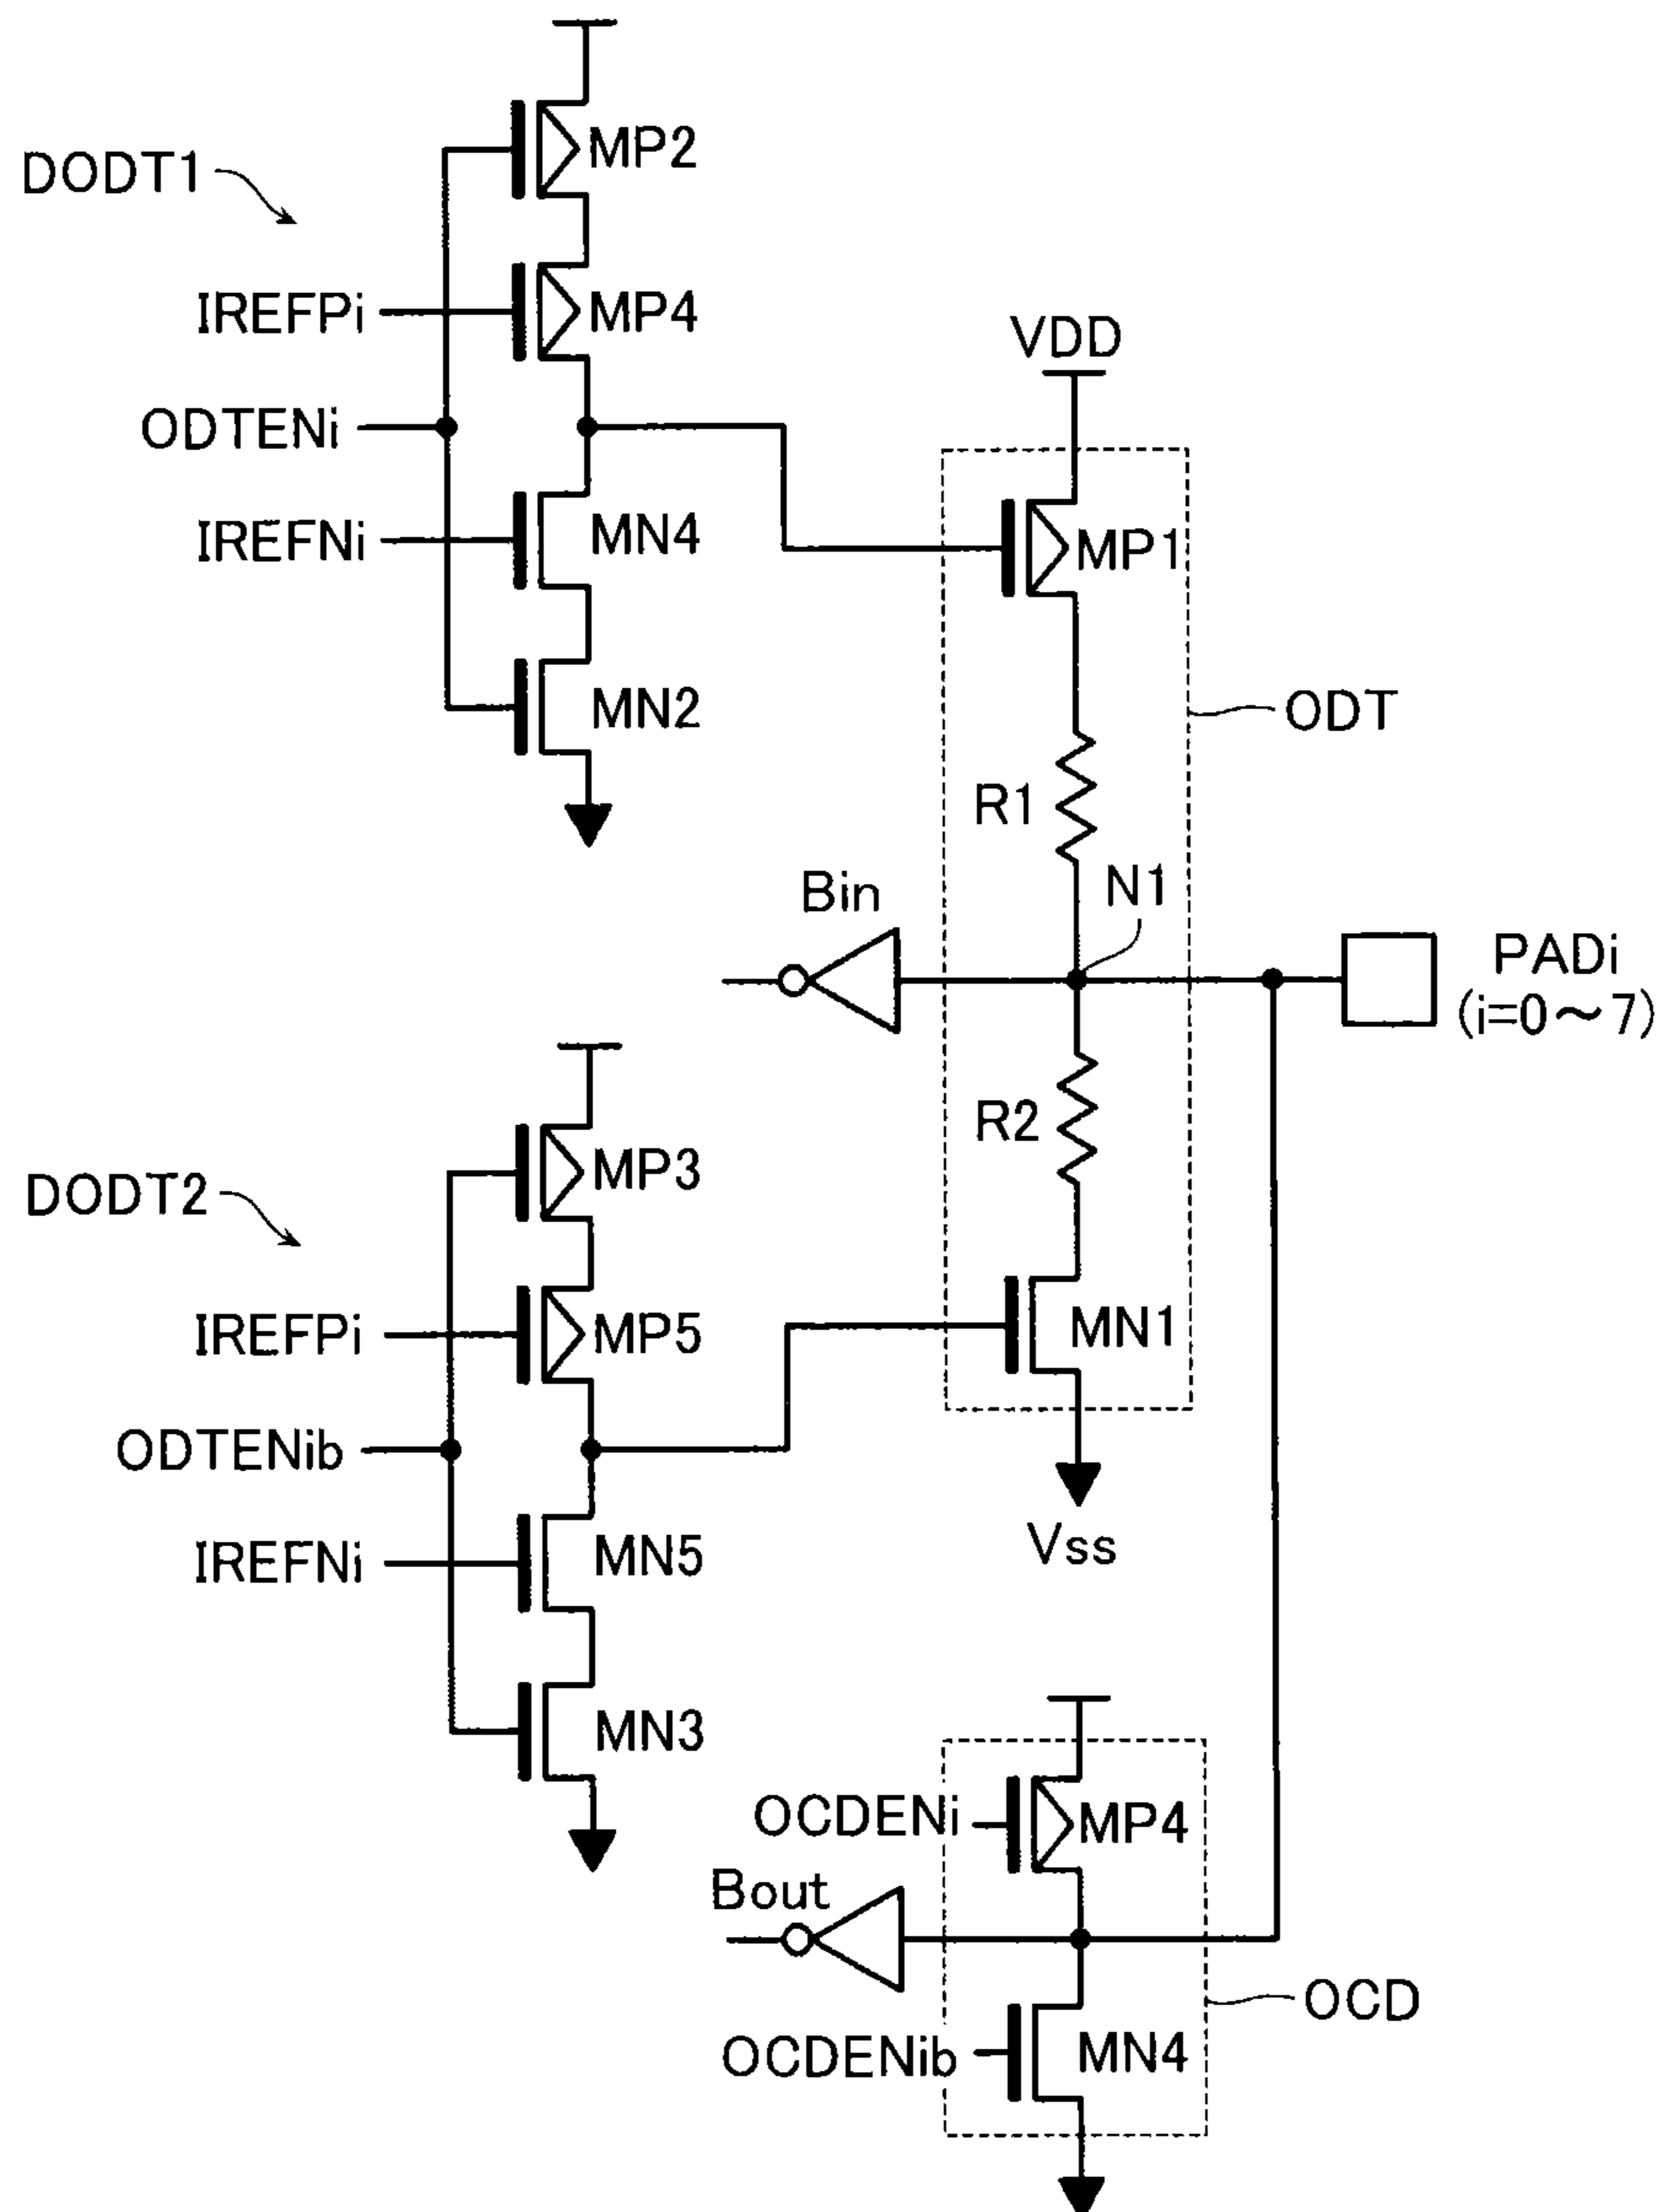 MP2
DODT1
IREFPi
MP4
VDD
ODTENi
IREFNi
MN4
MP1
MN2
ODT
R1
Bin
N1
PADi
(i=0～7)
R2
MP3
DODT2
IREFPi
MP5
MN1
ODTENib
IREFNi
MN5
Vss
MN3
OCDENi
MP4
Bout
OCD
OCDENib
MN4